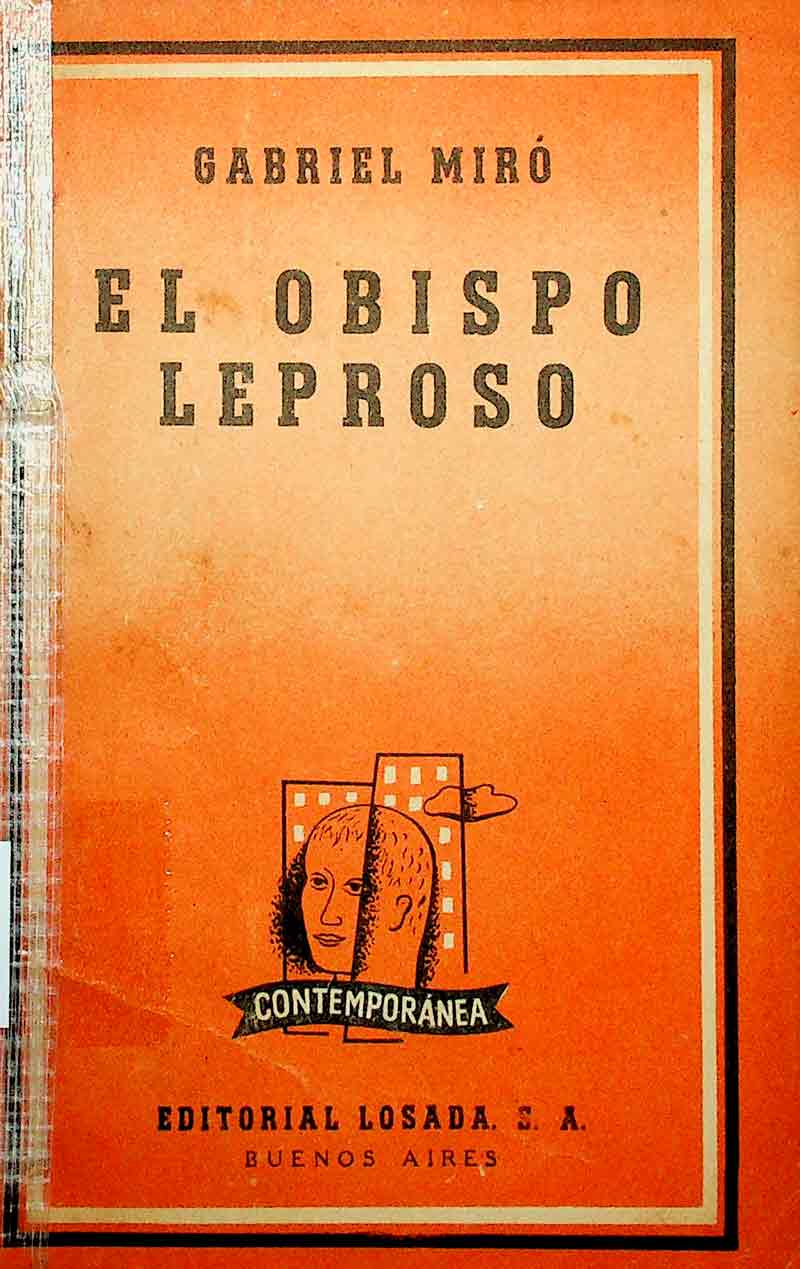 GABRIEL MIRÓ
EL OBISPO
LEPROSO
CONTEMPORÁNEA
EDITORIAL LOSADA, S. A.
BUENOS AIRES